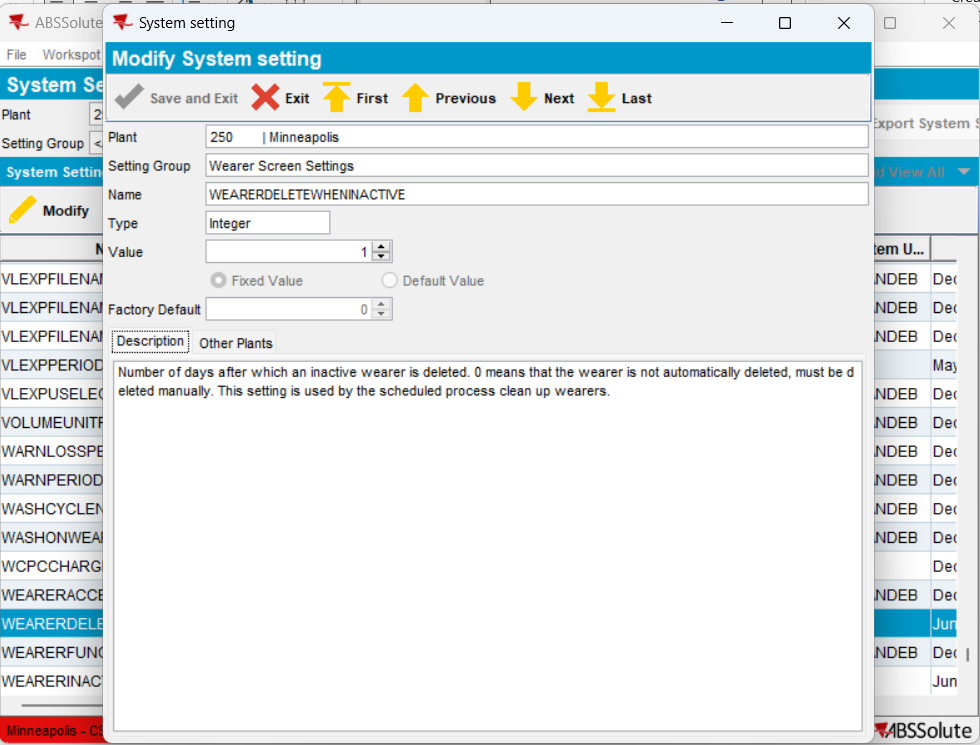 ABSSolute
System setting
File Workspot
Modify System setting
System Se
Save and Exit Exit First Previous Next Last
Plant 2
Export System S
Setting Group <
Plant 250 | Minneapolis
Setting Group Wearer Screen Settings
System Settin
d View All
Name WEARERDELETEWHENINACTIVE
Modify
Type Integer
Value 1
Fixed Value Default Value
Factory Default 0
Description Other Plants
Number of days after which an inactive wearer is deleted. 0 means that the wearer is not automatically deleted, must be d
eleted manually. This setting is used by the scheduled process clean up wearers.
N tem U...
VLEXPFILENAM NDEB Dec
VLEXPFILENAM NDEB Dec
VLEXPFILENAM NDEB Dec
VLEXPPERIOD May
VLEXPUSELEC NDEB Dec
VOLUMEUNITF NDEB Dec
WARNLOSSPE NDEB Dec
WARNPERIOD NDEB Dec
WASHCYCLEN NDEB Dec
WASHONWEA NDEB Dec
WCPCCHARG Dec
WEARERACCE NDEB Dec
WEARERDELE Jun
WEARERFUNC NDEB Dec
WEARERINAC Jun
Minneapolis - CS
ABSSolute